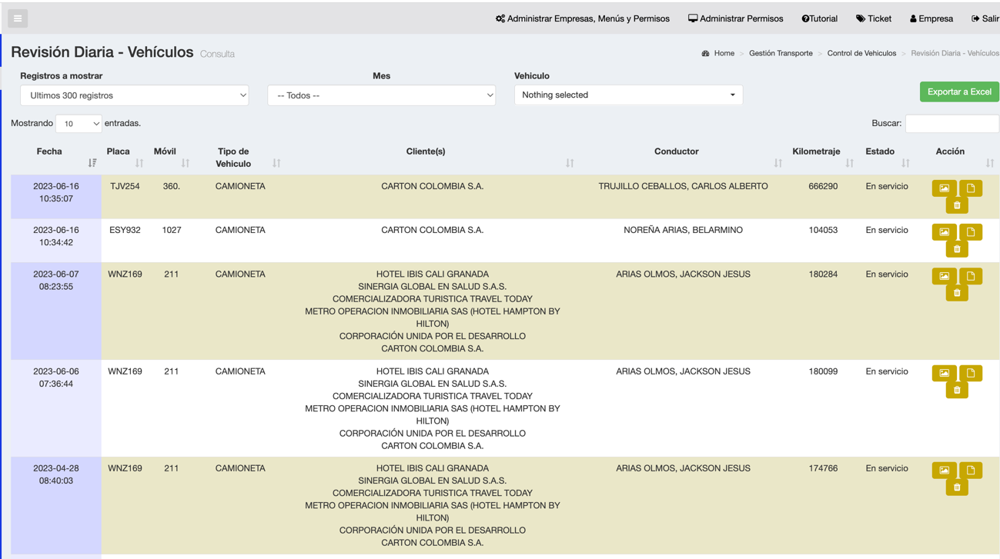 Administrar Empresas, Menús y Permisos Administrar Permisos Tutorial Ticket Empresa Salir
Revisión Diaria - Vehículos Consulta
Home > Gestión Transporte > Control de Vehiculos > Revisión Diaria - Vehículos
Registros a mostrar Mes Vehiculo
Ultimos 300 registros -- Todos -- Nothing selected Exportar a Excel
Mostrando 10 entradas. Buscar:
Fecha Placa Móvil Tipo de Vehiculo Cliente(s) Conductor Kilometraje Estado Acción
2023-06-16 TJV254 360. CAMIONETA CARTON COLOMBIA S.A. TRUJILLO CEBALLOS, CARLOS ALBERTO 666290 En servicio
10:35:07
2023-06-16 ESY932 1027 CAMIONETA CARTON COLOMBIA S.A. NOREÑA ARIAS, BELARMINO 104053 En servicio
10:34:42
2023-06-07 WNZ169 211 CAMIONETA HOTEL IBIS CALI GRANADA ARIAS OLMOS, JACKSON JESUS 180284 En servicio
08:23:55 SINERGIA GLOBAL EN SALUD S.A.S.
COMERCIALIZADORA TURISTICA TRAVEL TODAY
METRO OPERACION INMOBILIARIA SAS (HOTEL HAMPTON BY
HILTON)
CORPORACIÓN UNIDA POR EL DESARROLLO
CARTON COLOMBIA S.A.
2023-06-06 WNZ169 211 CAMIONETA HOTEL IBIS CALI GRANADA ARIAS OLMOS, JACKSON JESUS 180099 En servicio
07:36:44 SINERGIA GLOBAL EN SALUD S.A.S.
COMERCIALIZADORA TURISTICA TRAVEL TODAY
METRO OPERACION INMOBILIARIA SAS (HOTEL HAMPTON BY
HILTON)
CORPORACIÓN UNIDA POR EL DESARROLLO
CARTON COLOMBIA S.A.
2023-04-28 WNZ169 211 CAMIONETA HOTEL IBIS CALI GRANADA ARIAS OLMOS, JACKSON JESUS 174766 En servicio
08:40:03 SINERGIA GLOBAL EN SALUD S.A.S.
COMERCIALIZADORA TURISTICA TRAVEL TODAY
METRO OPERACION INMOBILIARIA SAS (HOTEL HAMPTON BY
HILTON)
CORPORACIÓN UNIDA POR EL DESARROLLO
CARTON COLOMBIA S.A.